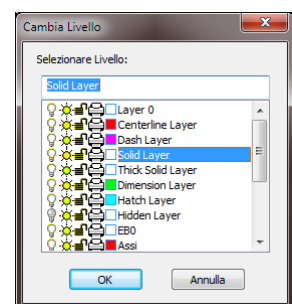 Cambia Livello
Selezionare Livello:
Solid Layer
Layer 0
Centerline Layer
Dash Layer
Solid Layer
Thick Solid Layer
Dimension Layer
Hatch Layer
Hidden Layer
EB0
Assi
OK
Annulla